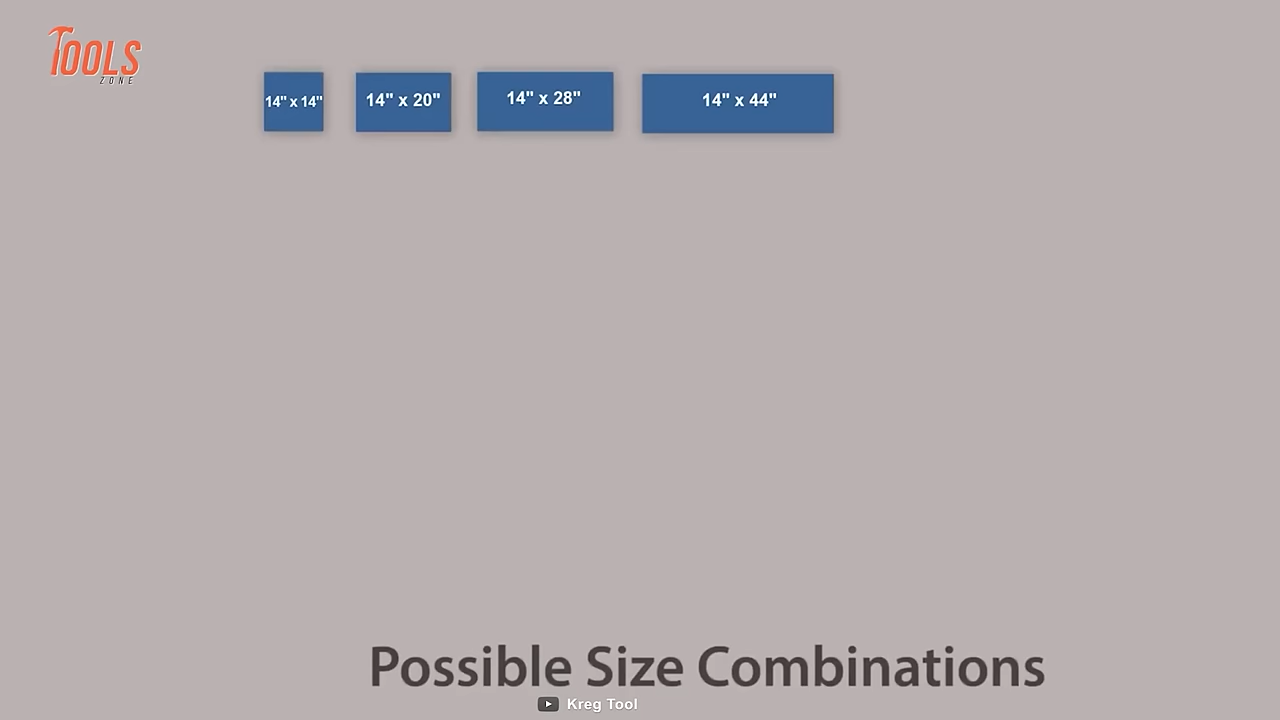 TOOLS
ZONE
14" x 14"
14" x 20"
14" x 28"
14" x 44"
Possible Size Combinations
Kreg Tool